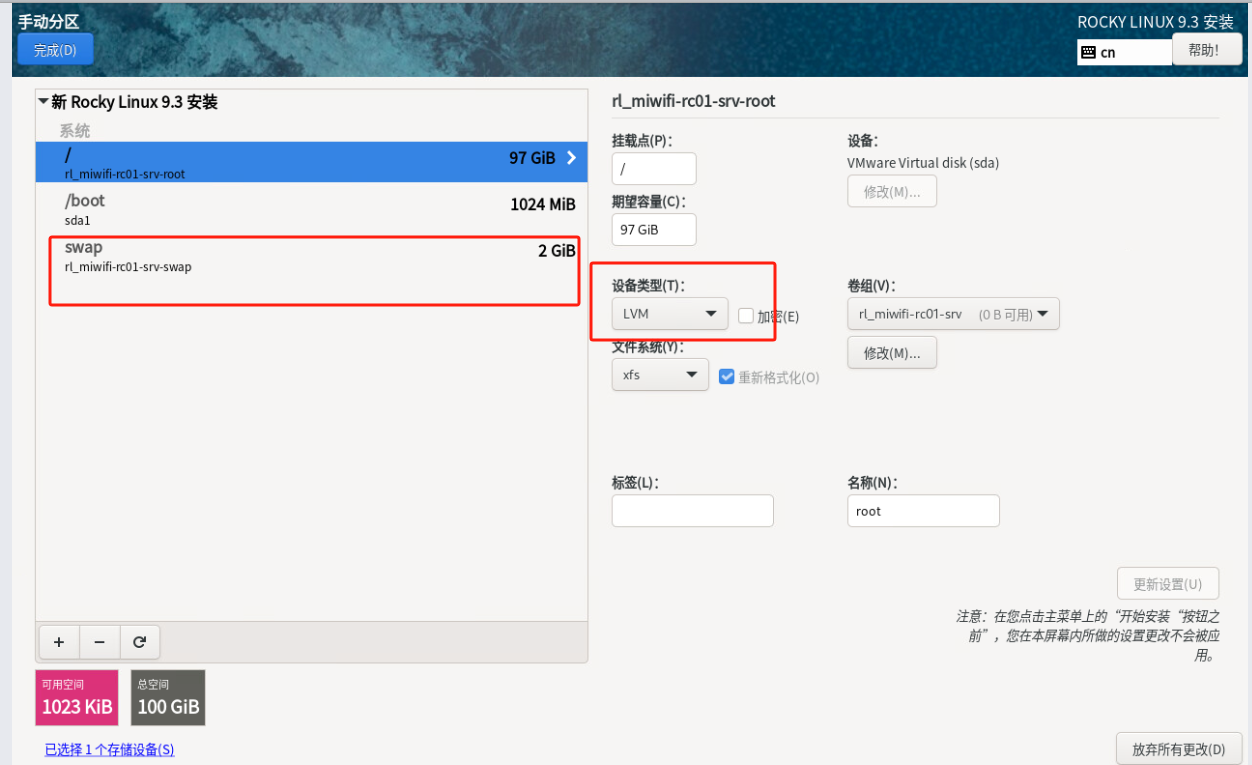 手动分区
ROCKY LINUX 9.3 安装
完成(D)
cn
帮助!
新 Rocky Linux 9.3 安装
系统
/
97 GiB
rl_miwifi-rc01-srv-root
/boot
1024 MiB
sda1
swap
2 GiB
rl_miwifi-rc01-srv-swap
rl_miwifi-rc01-srv-root
挂载点(P):
/
设备:
VMware Virtual disk (sda)
修改(M)...
期望容量(C):
97 GiB
设备类型(T):
LVM
加密(E)
卷组(V):
rl_miwifi-rc01-srv (0 B 可用)
修改(M)...
文件系统(Y):
xfs
重新格式化(O)
标签(L):
名称(N):
root
更新设置(U)
注意：在您点击主菜单上的“开始安装“按钮之
前”，您在本屏幕内所做的设置更改不会被应
用。
+
−
可用空间
1023 KiB
总空间
100 GiB
已选择 1 个存储设备(S)
放弃所有更改(D)